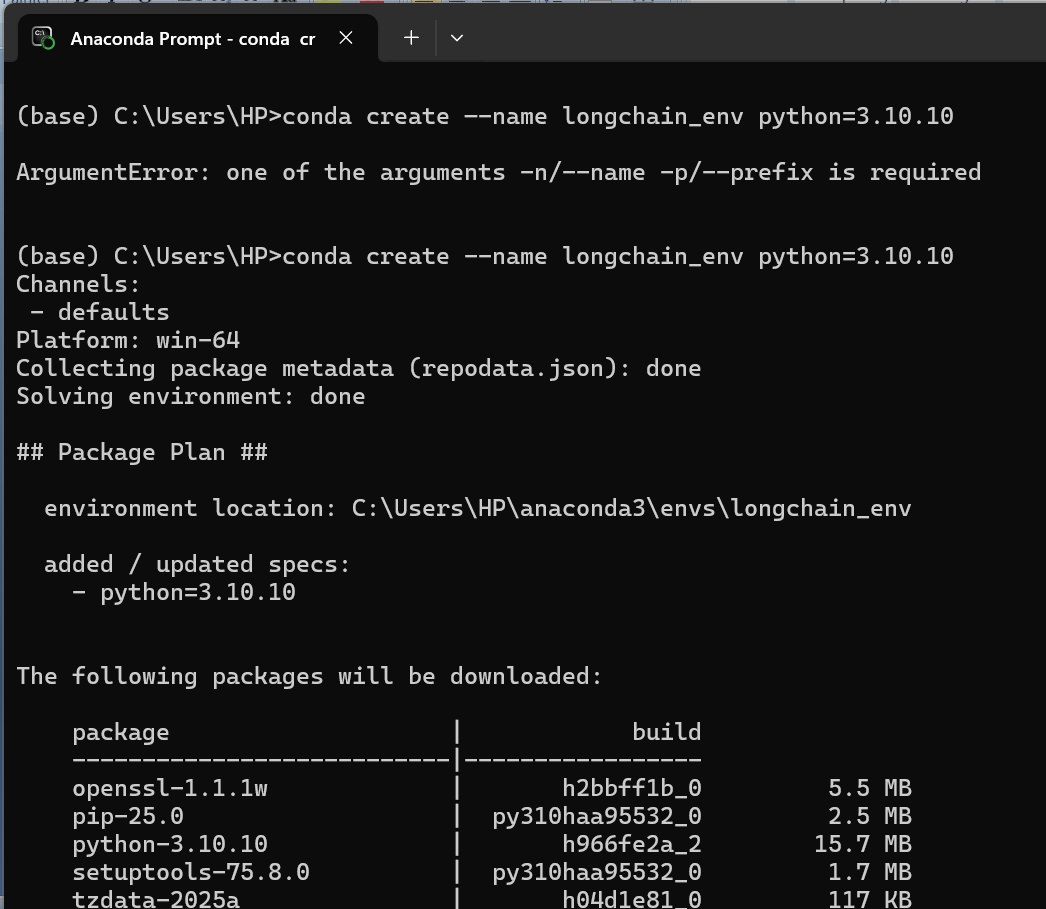 Anaconda Prompt - conda cr
(base) C:\Users\HP>conda create --name longchain_env python=3.10.10
ArgumentError: one of the arguments -n/--name -p/--prefix is required
(base) C:\Users\HP>conda create --name longchain_env python=3.10.10
Channels:
 - defaults
Platform: win-64
Collecting package metadata (repodata.json): done
Solving environment: done
## Package Plan ##
  environment location: C:\Users\HP\anaconda3\envs\longchain_env
  added / updated specs:
    - python=3.10.10
The following packages will be downloaded:
    package                    |            build
    ---------------------------|-----------------
    openssl-1.1.1w             |       h2bbff1b_0         5.5 MB
    pip-25.0                   |  py310haa95532_0         2.5 MB
    python-3.10.10             |       h966fe2a_2        15.7 MB
    setuptools-75.8.0          |  py310haa95532_0         1.7 MB
    tzdata-2025a               |       h04d1e81_0         117 KB